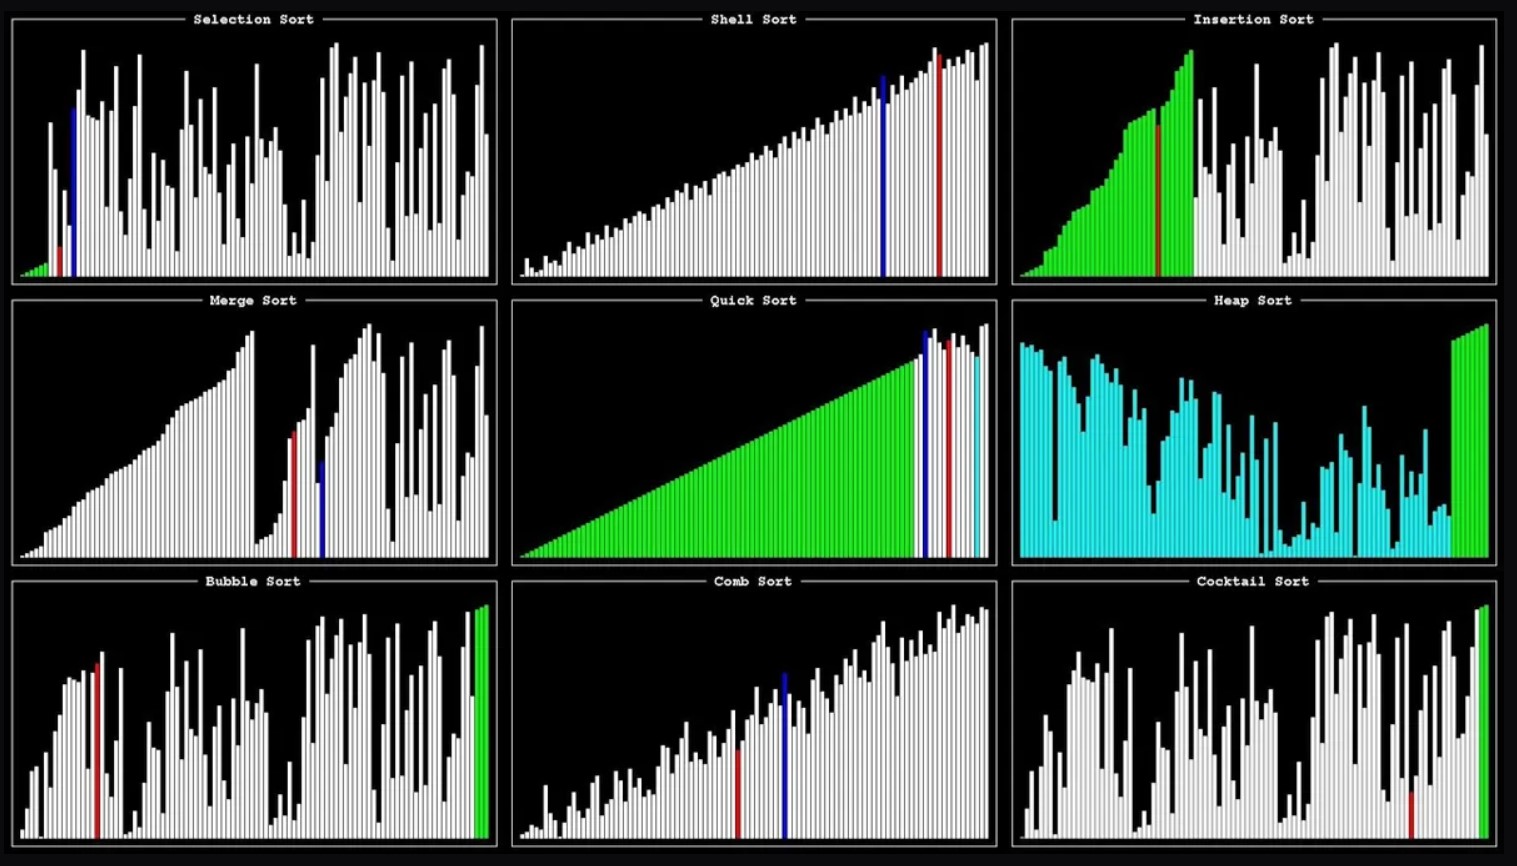 Selection Sort
Shell Sort
Insertion Sort
Merge Sort
Quick Sort
Heap Sort
Bubble Sort
Comb Sort
Cocktail Sort